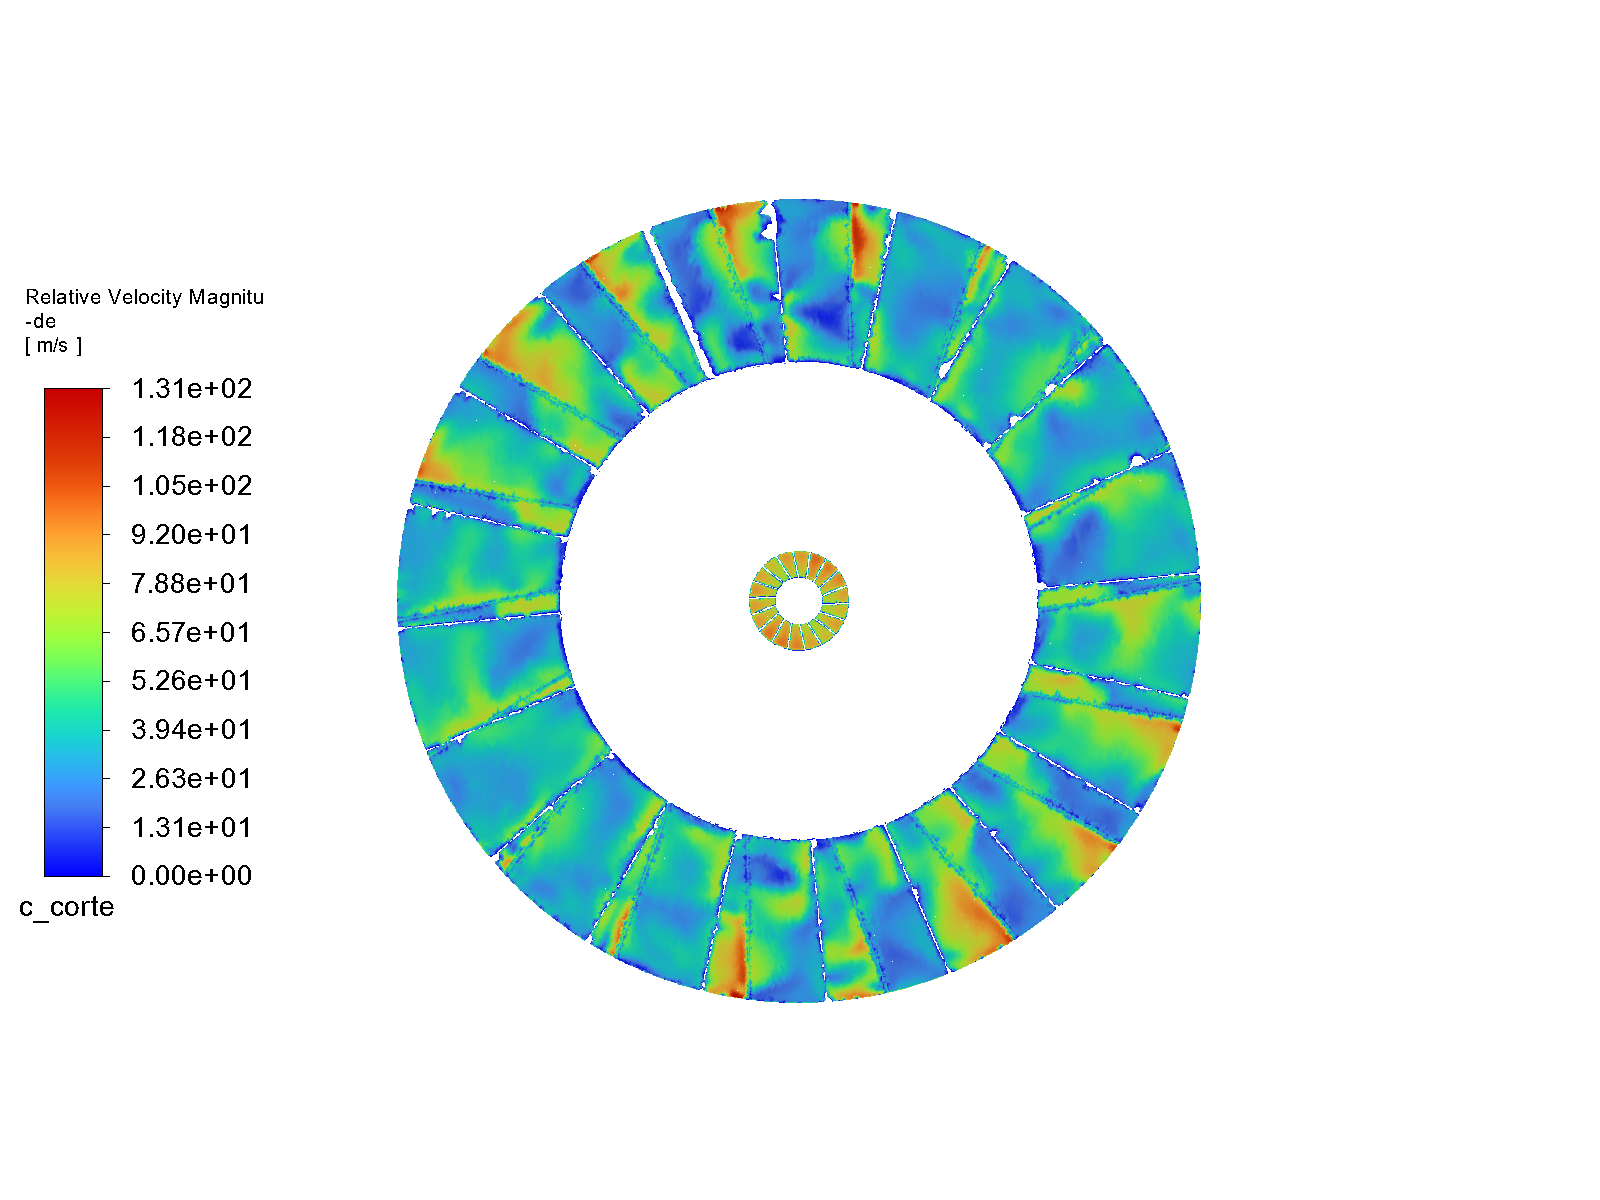 Relative Velocity Magnitu
-de
[ m/s ]
1.31e+02
1.18e+02
1.05e+02
9.20e+01
7.88e+01
6.57e+01
5.26e+01
3.94e+01
2.63e+01
1.31e+01
0.00e+00
c_corte